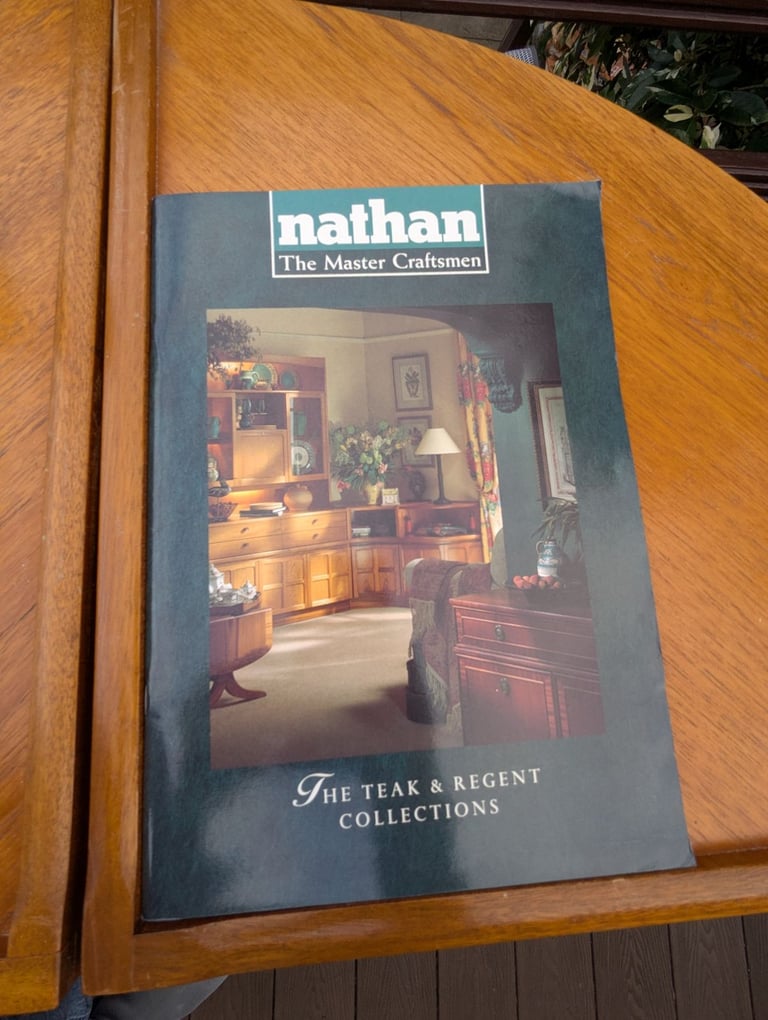 nathan
The Master Craftsmen
THE TEAK & REGENT
COLLECTIONS